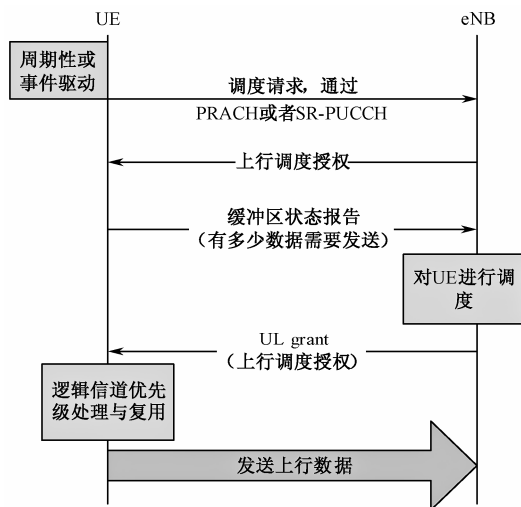 UE
eNB
周期性或
事件驱动
调度请求，通过
PRACH或者SR-PUCCH
上行调度授权
缓冲区状态报告
（有多少数据需要发送）
对UE进行调
度
UL grant
（上行调度授权）
逻辑信道优先
级处理与复用
发送上行数据